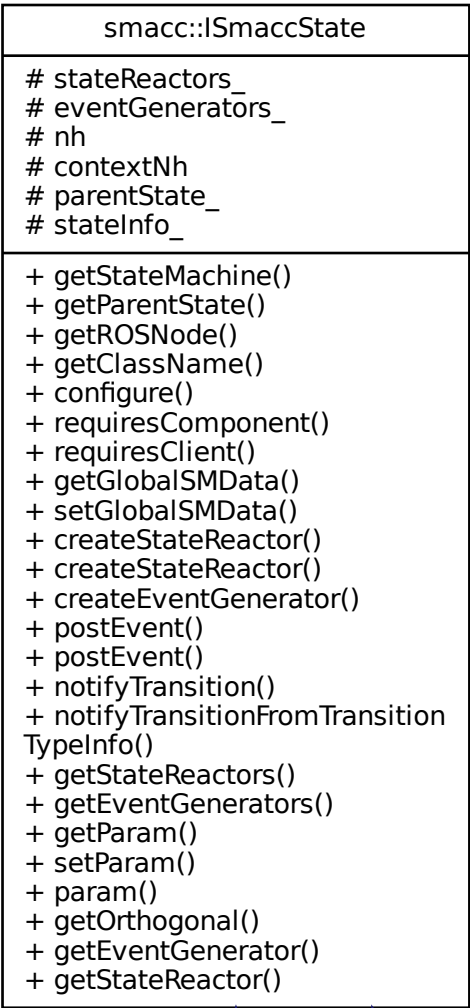 smacc::ISmaccState
# stateReactors_
# eventGenerators_
# nh
# contextNh
# parentState_
# stateInfo_
+ getStateMachine()
+ getParentState()
+ getROSNode()
+ getClassName()
+ configure()
+ requiresComponent()
+ requiresClient()
+ getGlobalSMData()
+ setGlobalSMData()
+ createStateReactor()
+ createStateReactor()
+ createEventGenerator()
+ postEvent()
+ postEvent()
+ notifyTransition()
+ notifyTransitionFromTransition
TypeInfo()
+ getStateReactors()
+ getEventGenerators()
+ getParam()
+ setParam()
+ param()
+ getOrthogonal()
+ getEventGenerator()
+ getStateReactor()